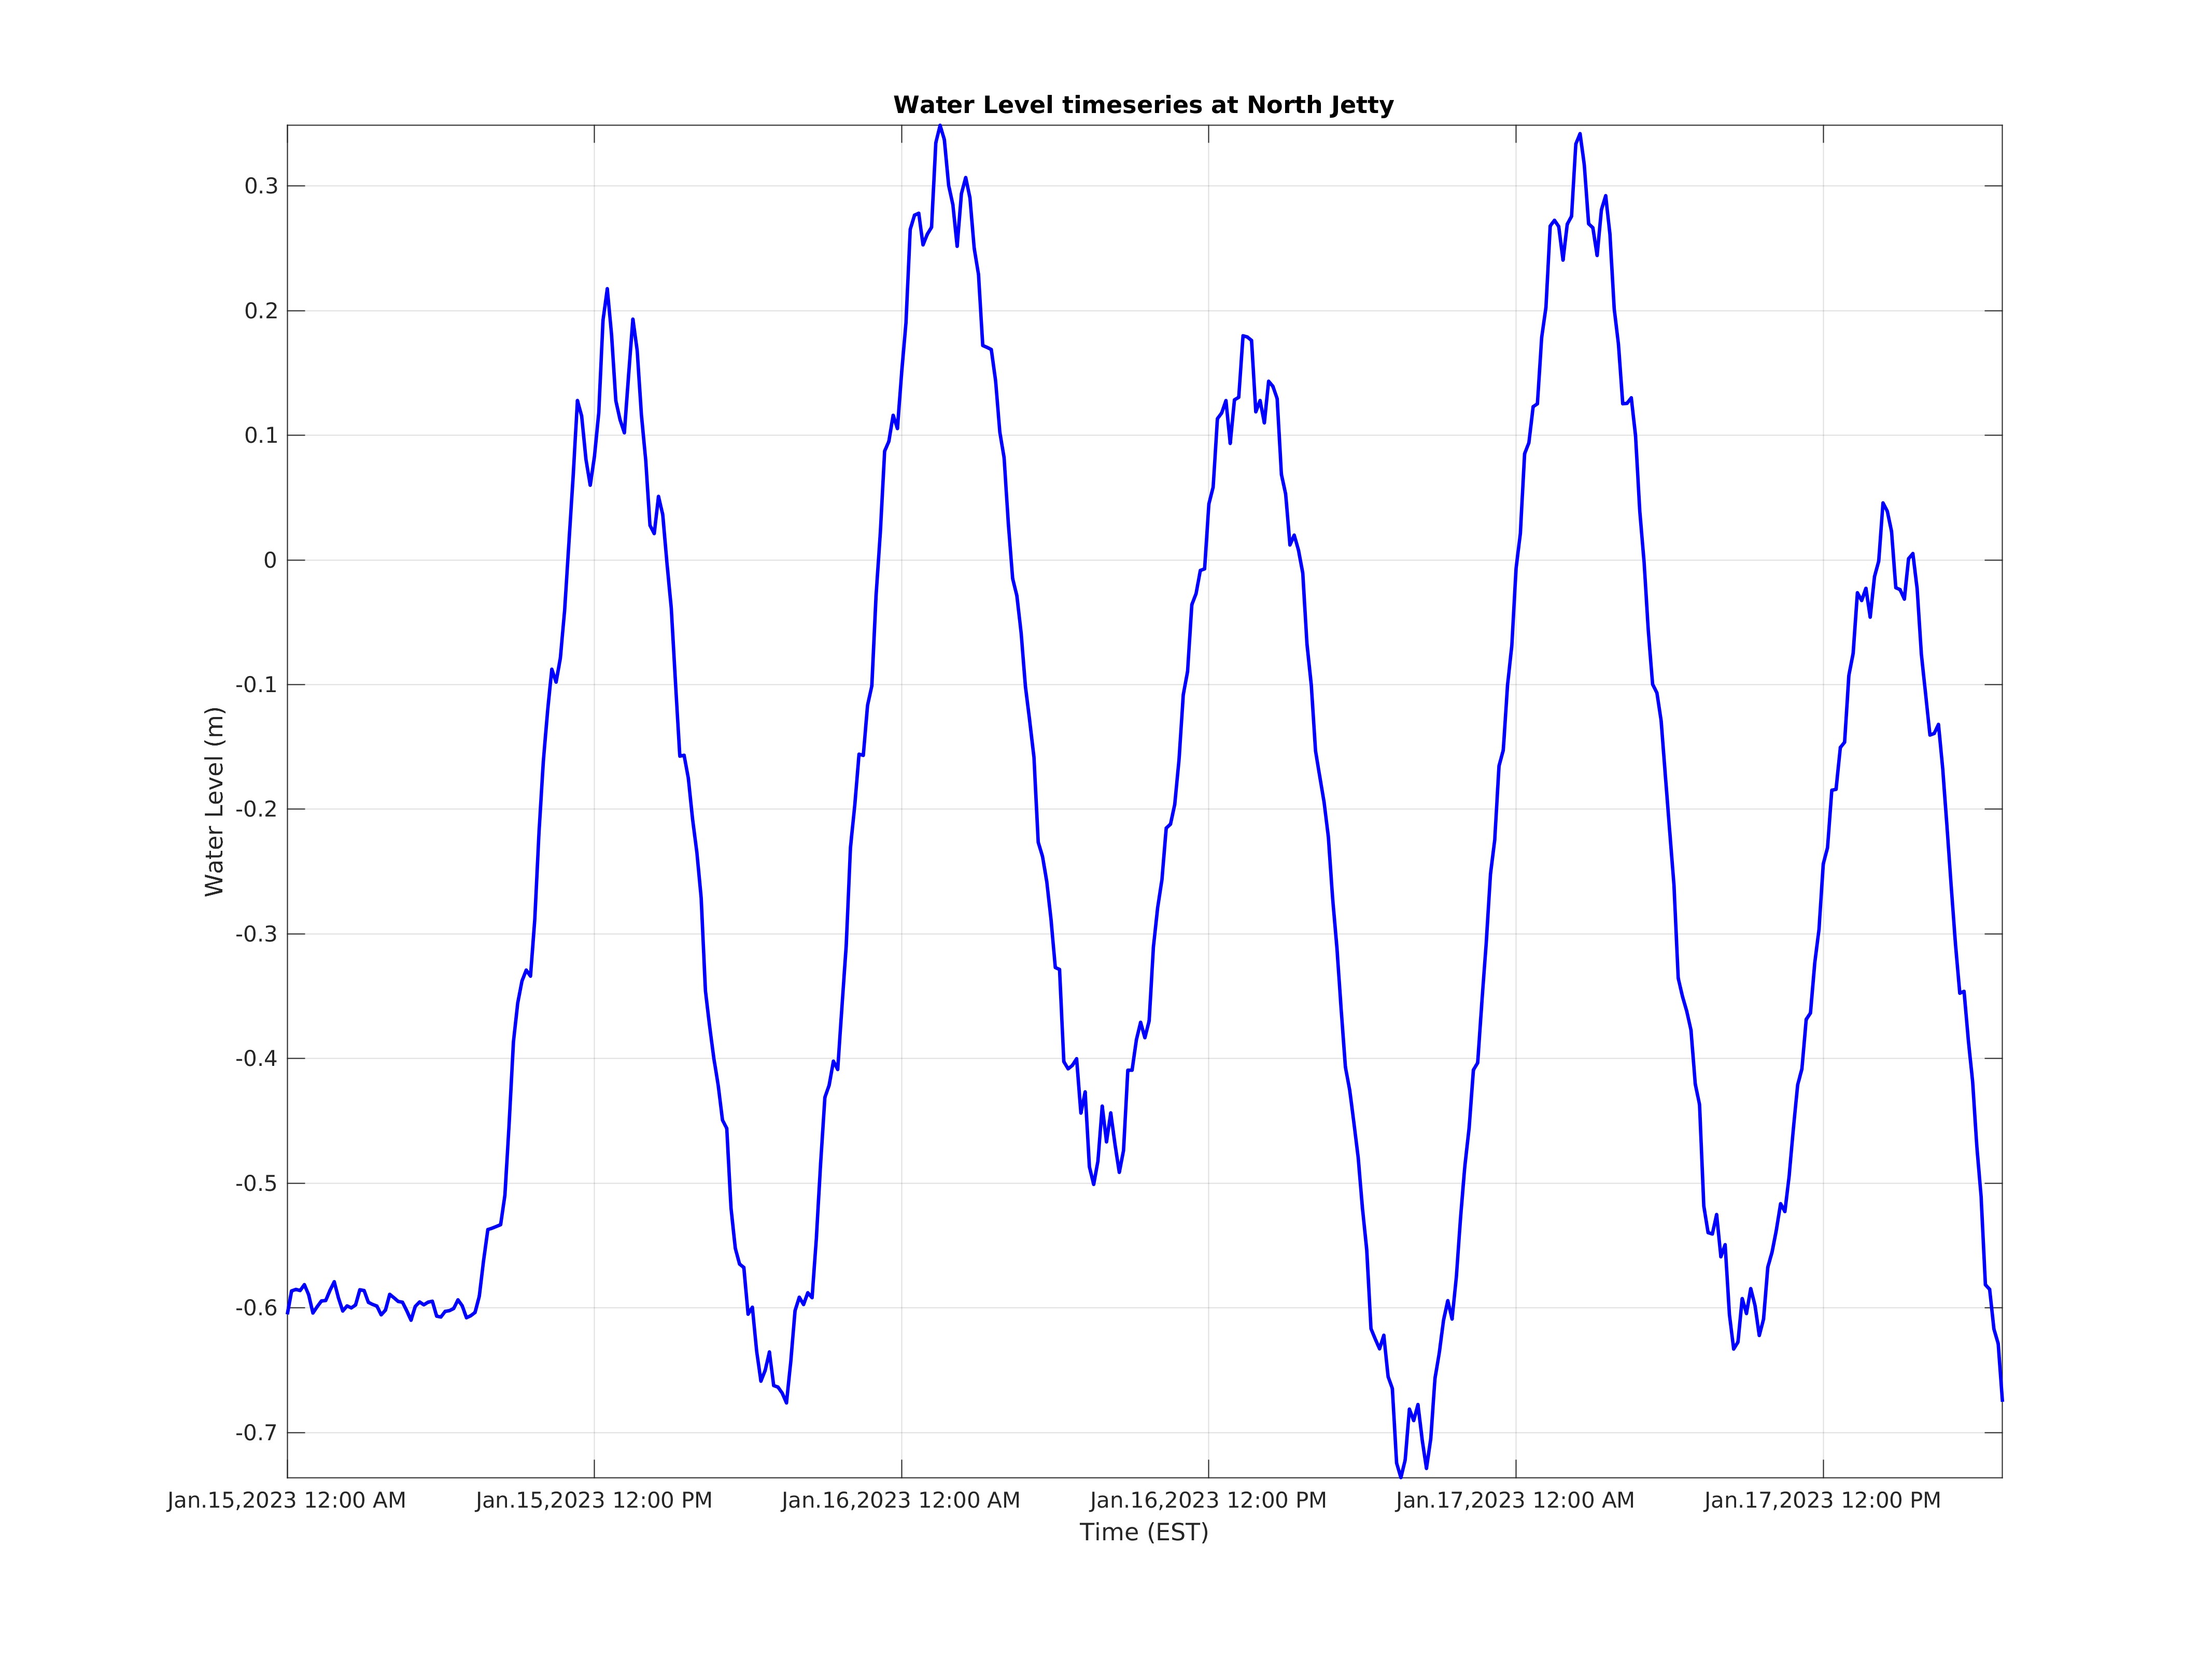 Water Level timeseries at North Jetty
0.3
0.2
0.1
0
-0.1
-0.2
-0.3
-0.4
-0.5
-0.6
-0.7
Water Level (m)
Jan.15,2023 12:00 AM
Jan.15,2023 12:00 PM
Jan.16,2023 12:00 AM
Jan.16,2023 12:00 PM
Jan.17,2023 12:00 AM
Jan.17,2023 12:00 PM
Time (EST)